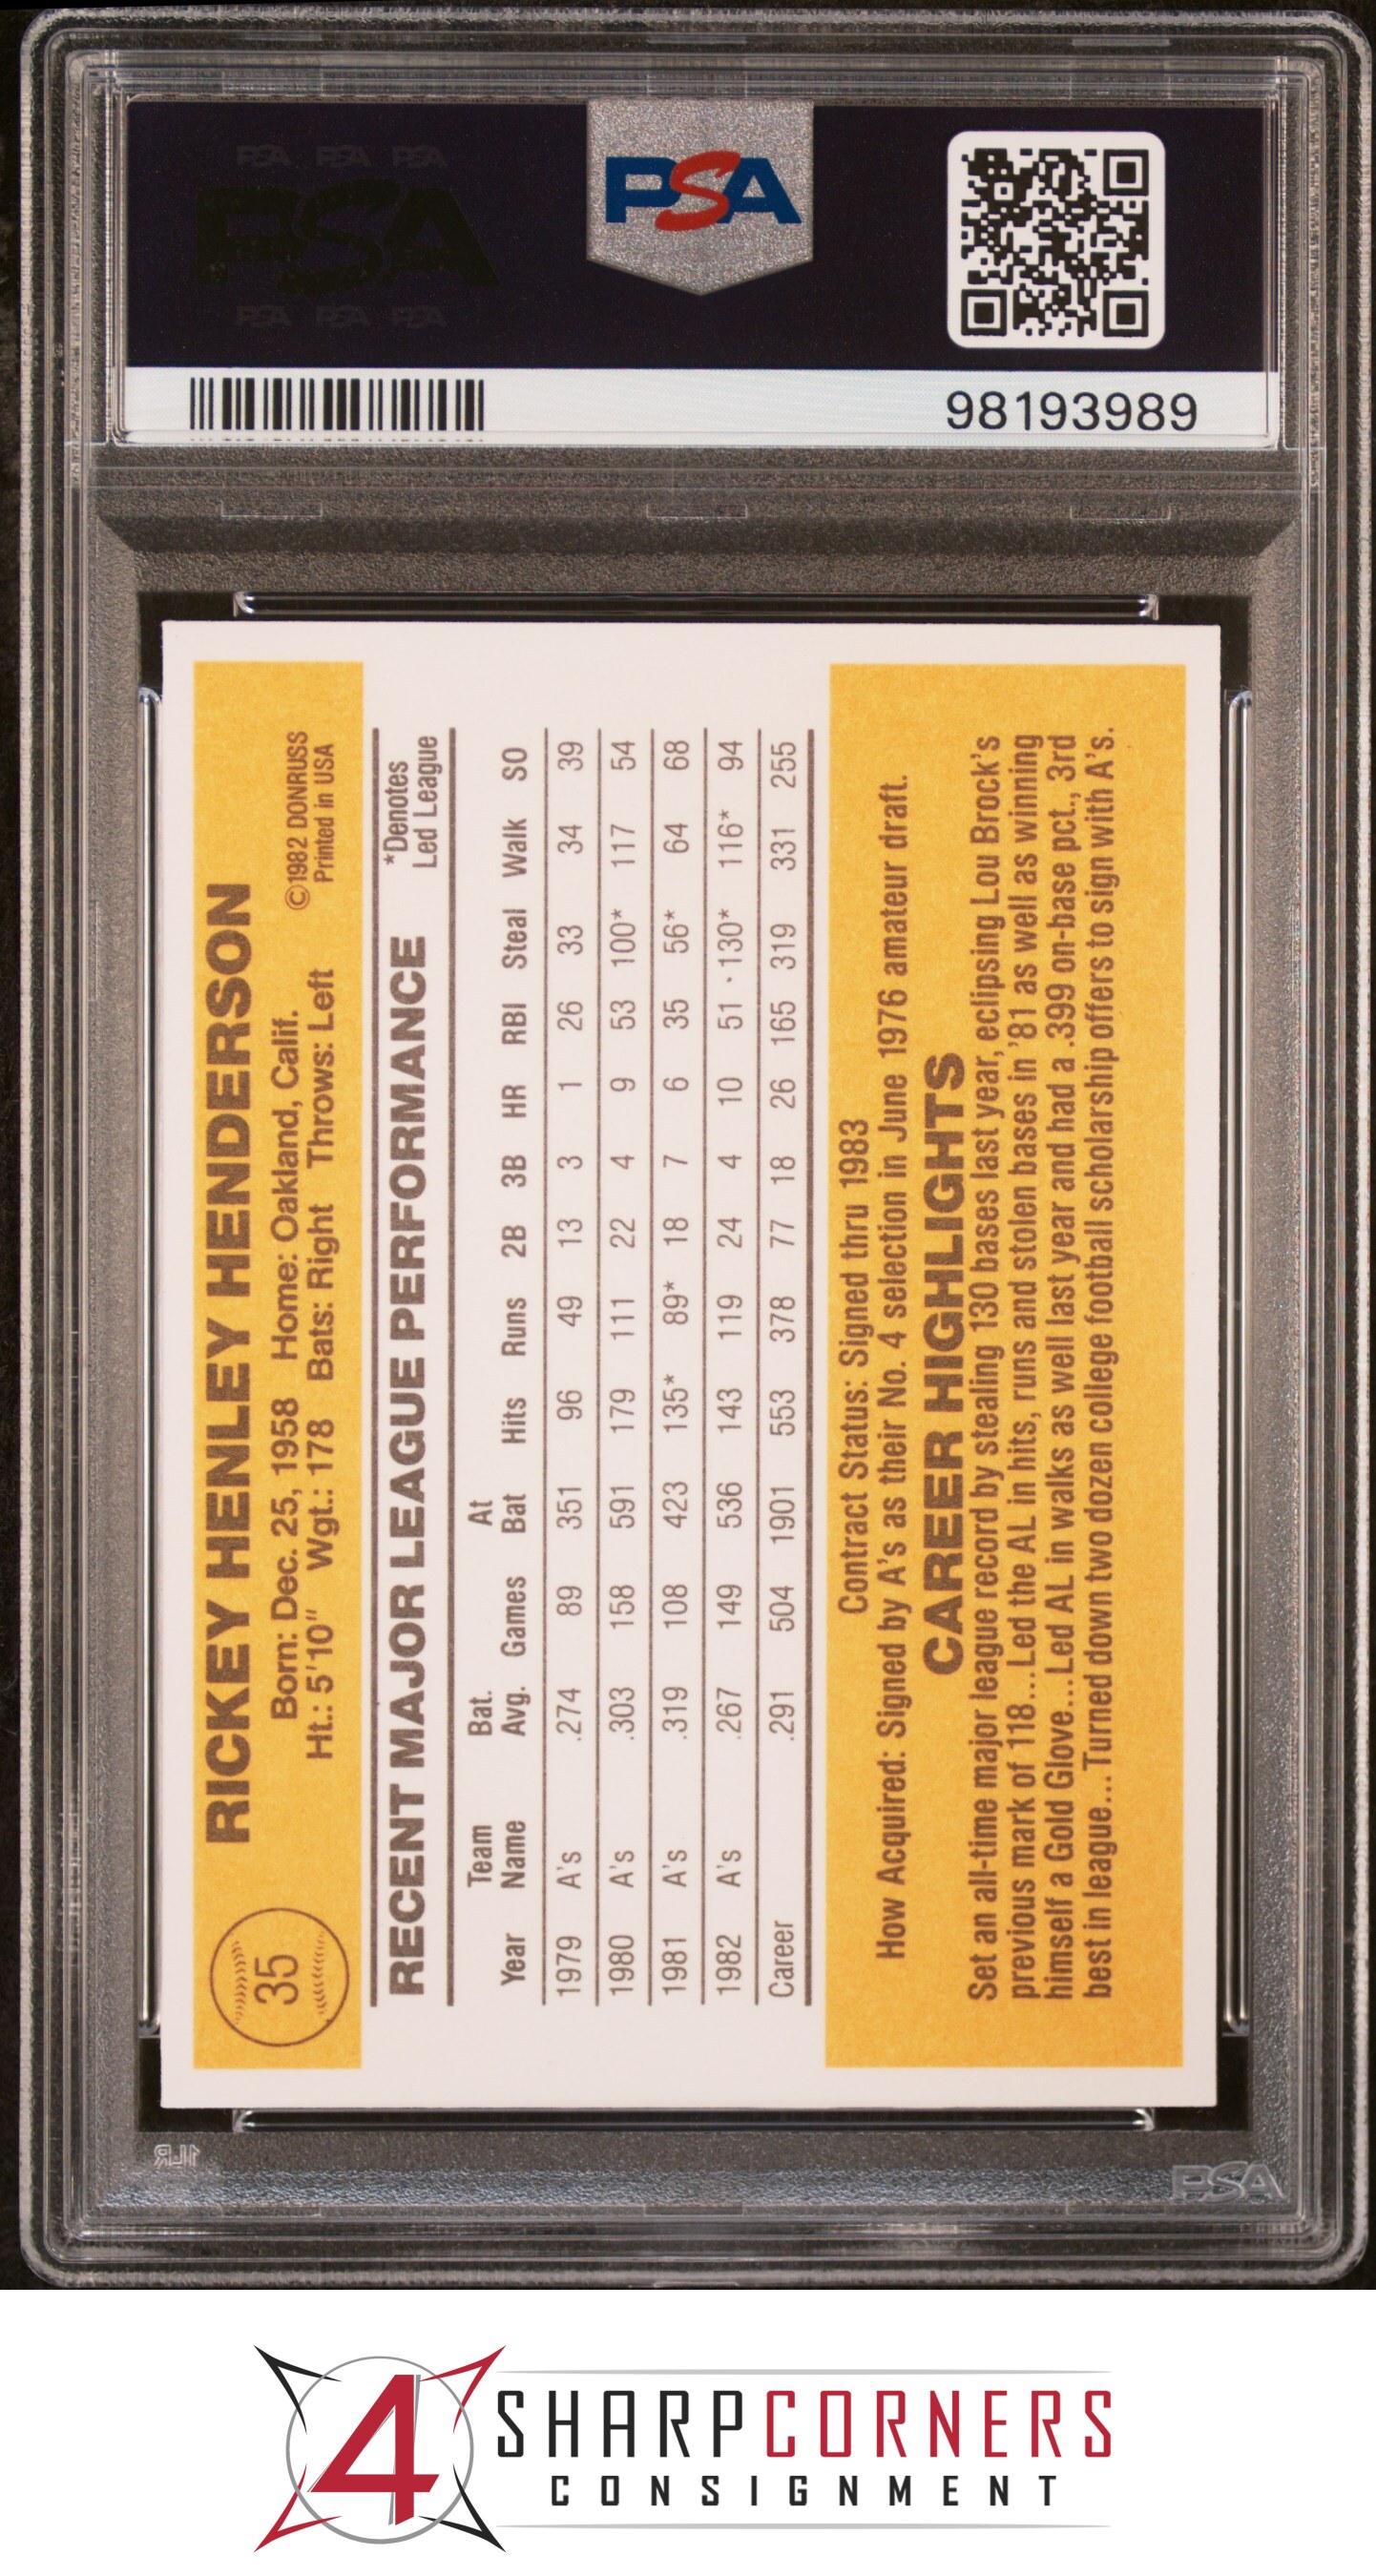 PSA PSA PSA
PSA
PSA PSA PSA
PSA
98193989
35
RICKEY HENLEY HENDERSON
Born: Dec. 25, 1958 Home: Oakland, Calif. ©1982 DONRUSS
Ht.: 5'10" Wgt.: 178 Bats: Right Throws: Left Printed in USA
RECENT MAJOR LEAGUE PERFORMANCE
*Denotes
Led League
Year Team Name Bat. Avg. Games At Bat Hits Runs 2B 3B HR RBI Steal Walk SO
1979 A's .274 89 351 96 49 13 3 1 26 33 34 39
1980 A's .303 158 591 179 111 22 4 9 53 100* 117 54
1981 A's .319 108 423 135* 89* 18 7 6 35 56* 64 68
1982 A's .267 149 536 143 119 24 4 10 51 130* 116* 94
Career .291 504 1901 553 378 77 18 26 165 319 331 255
Contract Status: Signed thru 1983
How Acquired: Signed by A's as their No. 4 selection in June 1976 amateur draft.
CAREER HIGHLIGHTS
Set an all-time major league record by stealing 130 bases last year, eclipsing Lou Brock's
previous mark of 118...Led the AL in hits, runs and stolen bases in '81 as well as winning
himself a Gold Glove...Led AL in walks as well last year and had a .399 on-base pct., 3rd
best in league...Turned down two dozen college football scholarship offers to sign with A's.
1LR
PSA
4 SHARPCORNERS
CONSIGNMENT